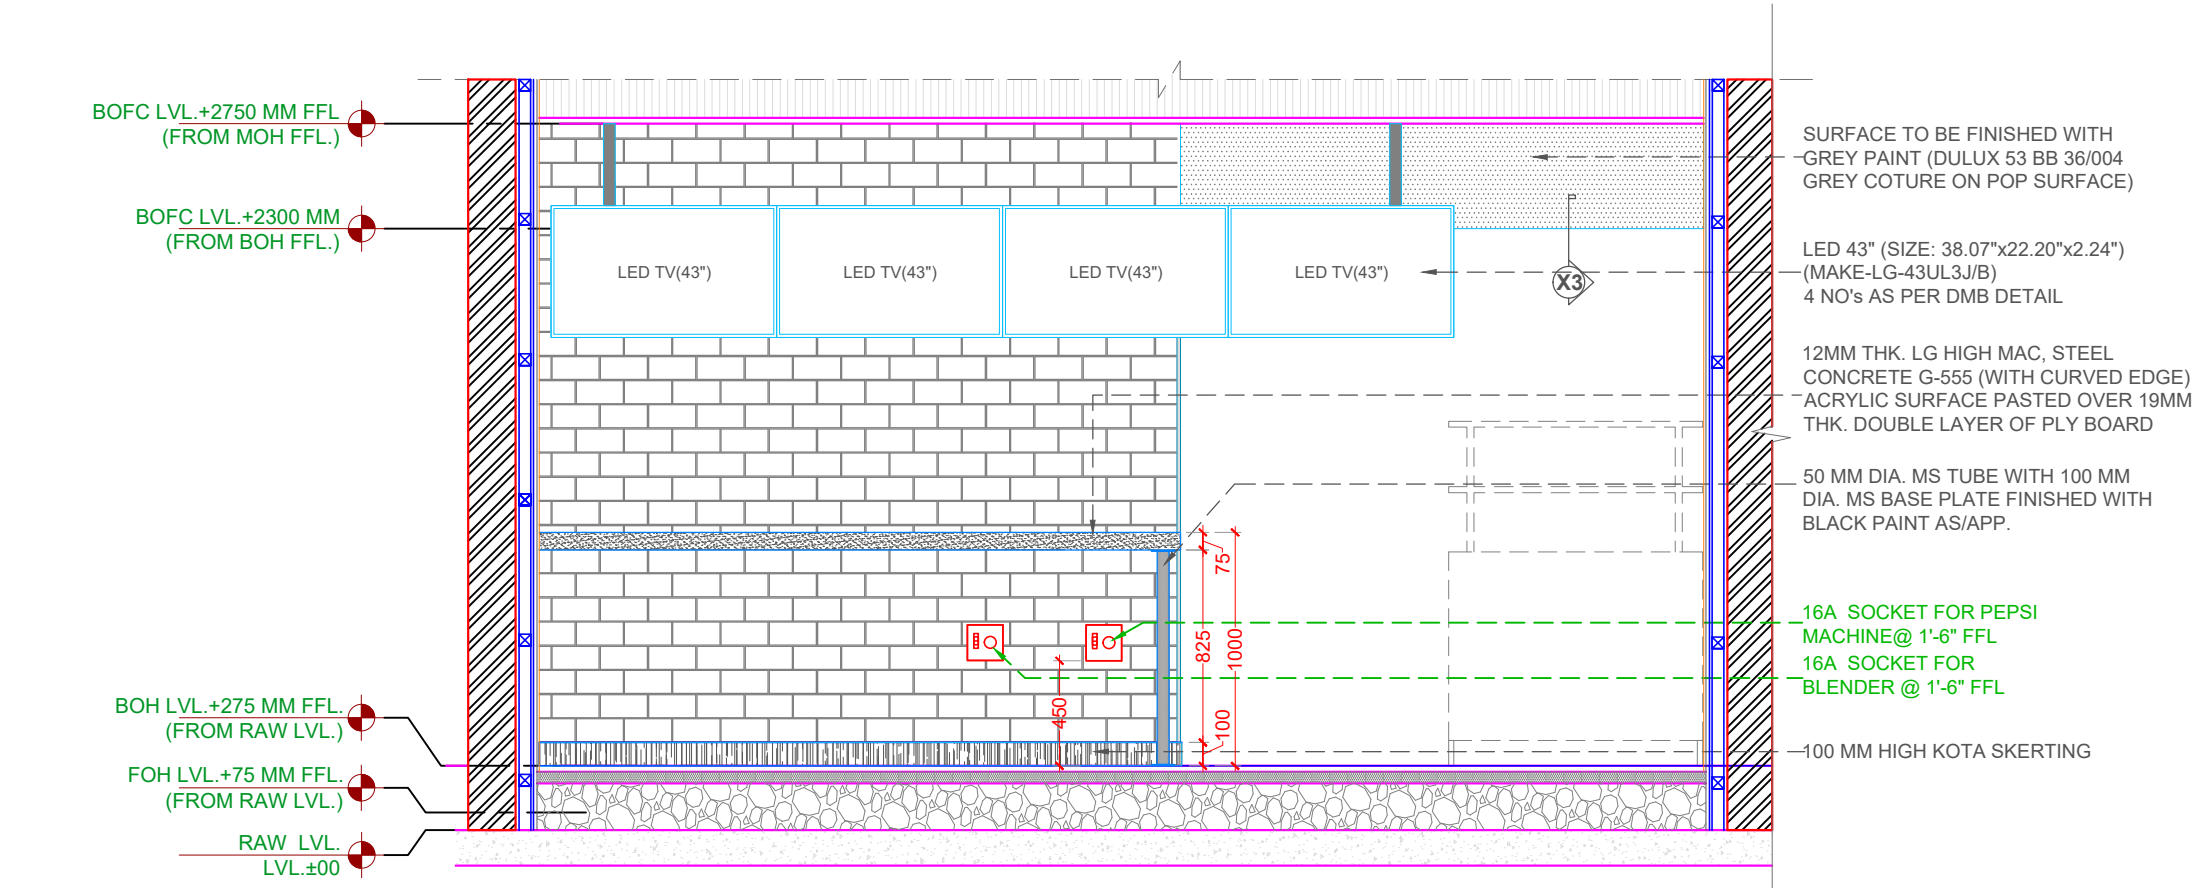 BOFC LVL.+2750 MM FFL
(FROM MOH FFL.)
BOFC LVL.+2300 MM
(FROM BOH FFL.)
BOH LVL.+275 MM FFL.
(FROM RAW LVL.)
FOH LVL.+75 MM FFL.
(FROM RAW LVL.)
RAW LVL.
LVL.±00
LED TV(43")
LED TV(43")
LED TV(43")
LED TV(43")
X3
75
825
1000
450
100
SURFACE TO BE FINISHED WITH
GREY PAINT (DULUX 53 BB 36/004
GREY COTURE ON POP SURFACE)
LED 43" (SIZE: 38.07"x22.20"x2.24")
(MAKE-LG-43UL3J/B)
4 NO's AS PER DMB DETAIL
12MM THK. LG HIGH MAC, STEEL
CONCRETE G-555 (WITH CURVED EDGE)
ACRYLIC SURFACE PASTED OVER 19MM
THK. DOUBLE LAYER OF PLY BOARD
50 MM DIA. MS TUBE WITH 100 MM
DIA. MS BASE PLATE FINISHED WITH
BLACK PAINT AS/APP.
16A SOCKET FOR PEPSI
MACHINE@ 1'-6" FFL
16A SOCKET FOR
BLENDER @ 1'-6" FFL
100 MM HIGH KOTA SKERTING